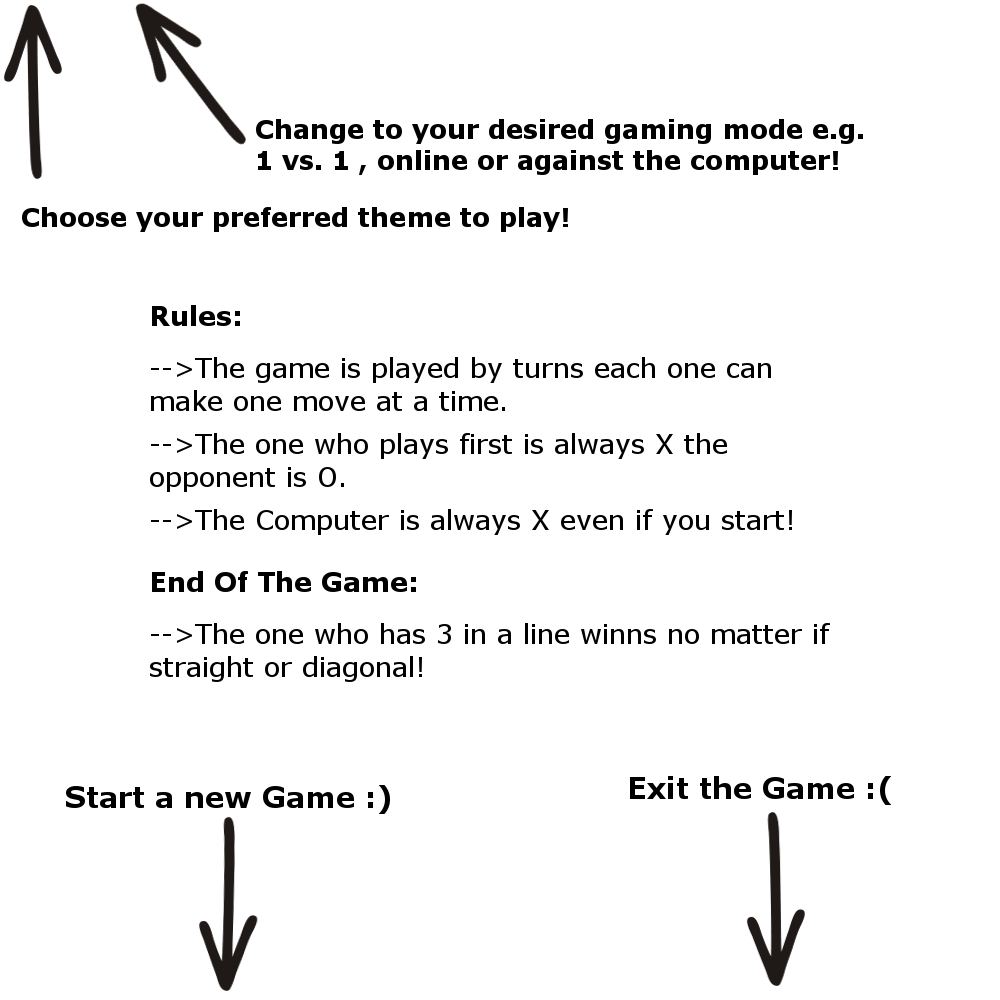 Change to your desired gaming mode e.g.
1 vs. 1 , online or against the computer!
Choose your preferred theme to play!
Rules:
-->The game is played by turns each one can
make one move at a time.
-->The one who plays first is always X the
opponent is O.
-->The Computer is always X even if you start!
End Of The Game:
-->The one who has 3 in a line winns no matter if
straight or diagonal!
Start a new Game :)
Exit the Game :(